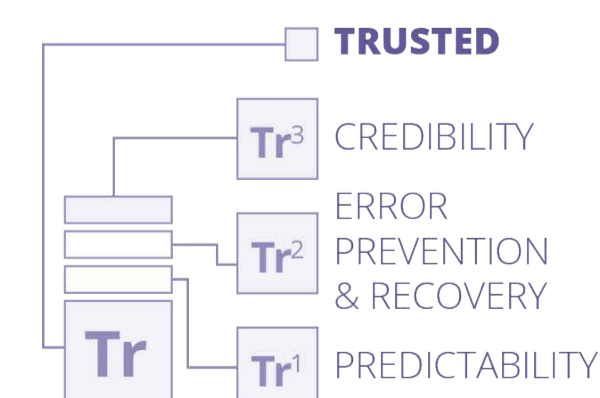 TRUSTED
Tr³ CREDIBILITY
ERROR
Tr² PREVENTION
& RECOVERY
Tr
Tr¹ PREDICTABILITY